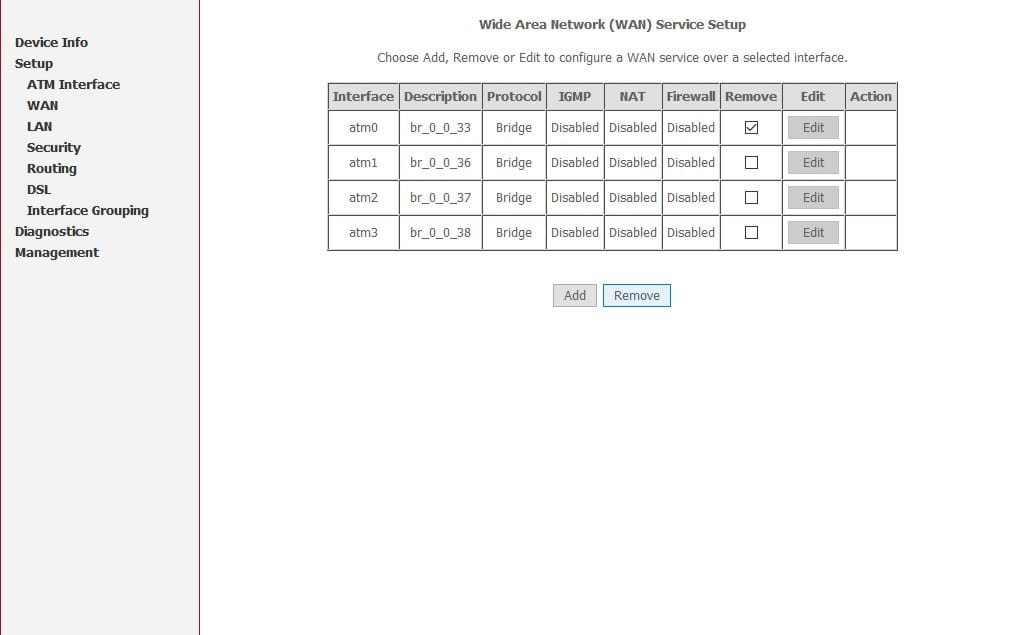 Device Info
Setup
ATM Interface
WAN
LAN
Security
Routing
DSL
Interface Grouping
Diagnostics
Management
Wide Area Network (WAN) Service Setup
Choose Add, Remove or Edit to configure a WAN service over a selected interface.
Interface Description Protocol IGMP NAT Firewall Remove Edit Action
atm0 br_0_0_33 Bridge Disabled Disabled Disabled Edit
atm1 br_0_0_36 Bridge Disabled Disabled Disabled Edit
atm2 br_0_0_37 Bridge Disabled Disabled Disabled Edit
atm3 br_0_0_38 Bridge Disabled Disabled Disabled Edit
Add Remove